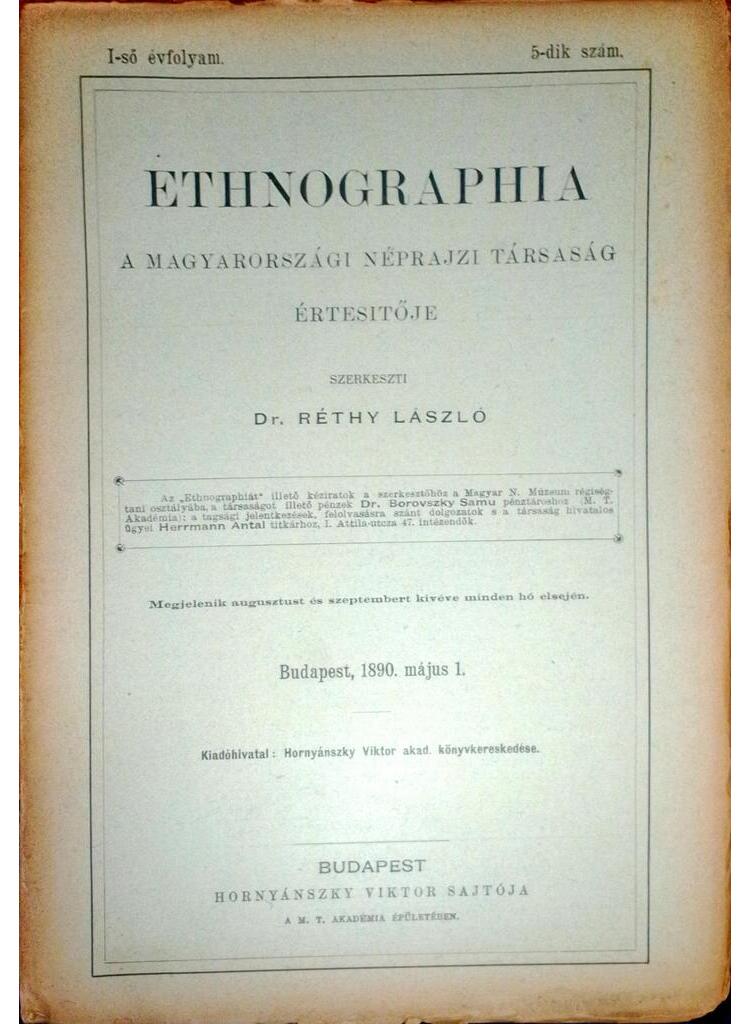 I-ső évfolyam. 5-dik szám.
ETHNOGRAPHIA
A MAGYARORSZÁGI NÉPRAJZI TÁRSASÁG
ÉRTESITŐJE
SZERKESZTI
Dr. RÉTHY LÁSZLÓ
Az „Ethnographiát“ illető kéziratok a szerkesztőhöz a Magyar N. Múzeum régiség-
tani osztályába, a társaságot illető pénzek Dr. Borovszky Samu pénztároshoz (M. T.
Akadémia); a tagsági jelentkezések, felolvasásra szánt dolgozatok s a társaság hivatalos
ügyei Herrmann Antal titkárhoz, I. Attila-utcza 47. intézendők.
Megjelenik augusztust és szeptembert kivéve minden hó elsején.
Budapest, 1890. május 1.
Kiadóhivatal: Hornyánszky Viktor akad. könyvkereskedése.
BUDAPEST
HORNYÁNSZKY VIKTOR SAJTÓJA
A M. T. AKADÉMIA ÉPÜLETÉBEN.